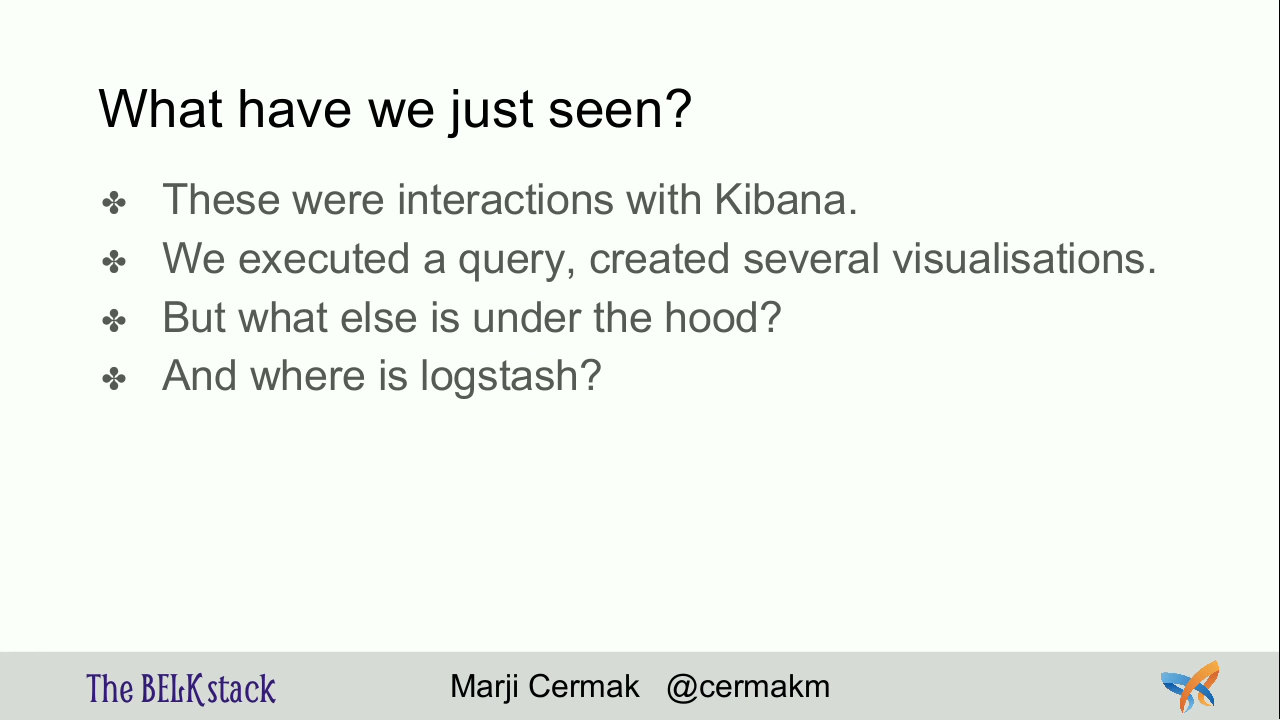 What have we just seen?
✤ These were interactions with Kibana.
✤ We executed a query, created several visualisations.
✤ But what else is under the hood?
✤ And where is logstash?
The BELK stack Marji Cermak @cermakm